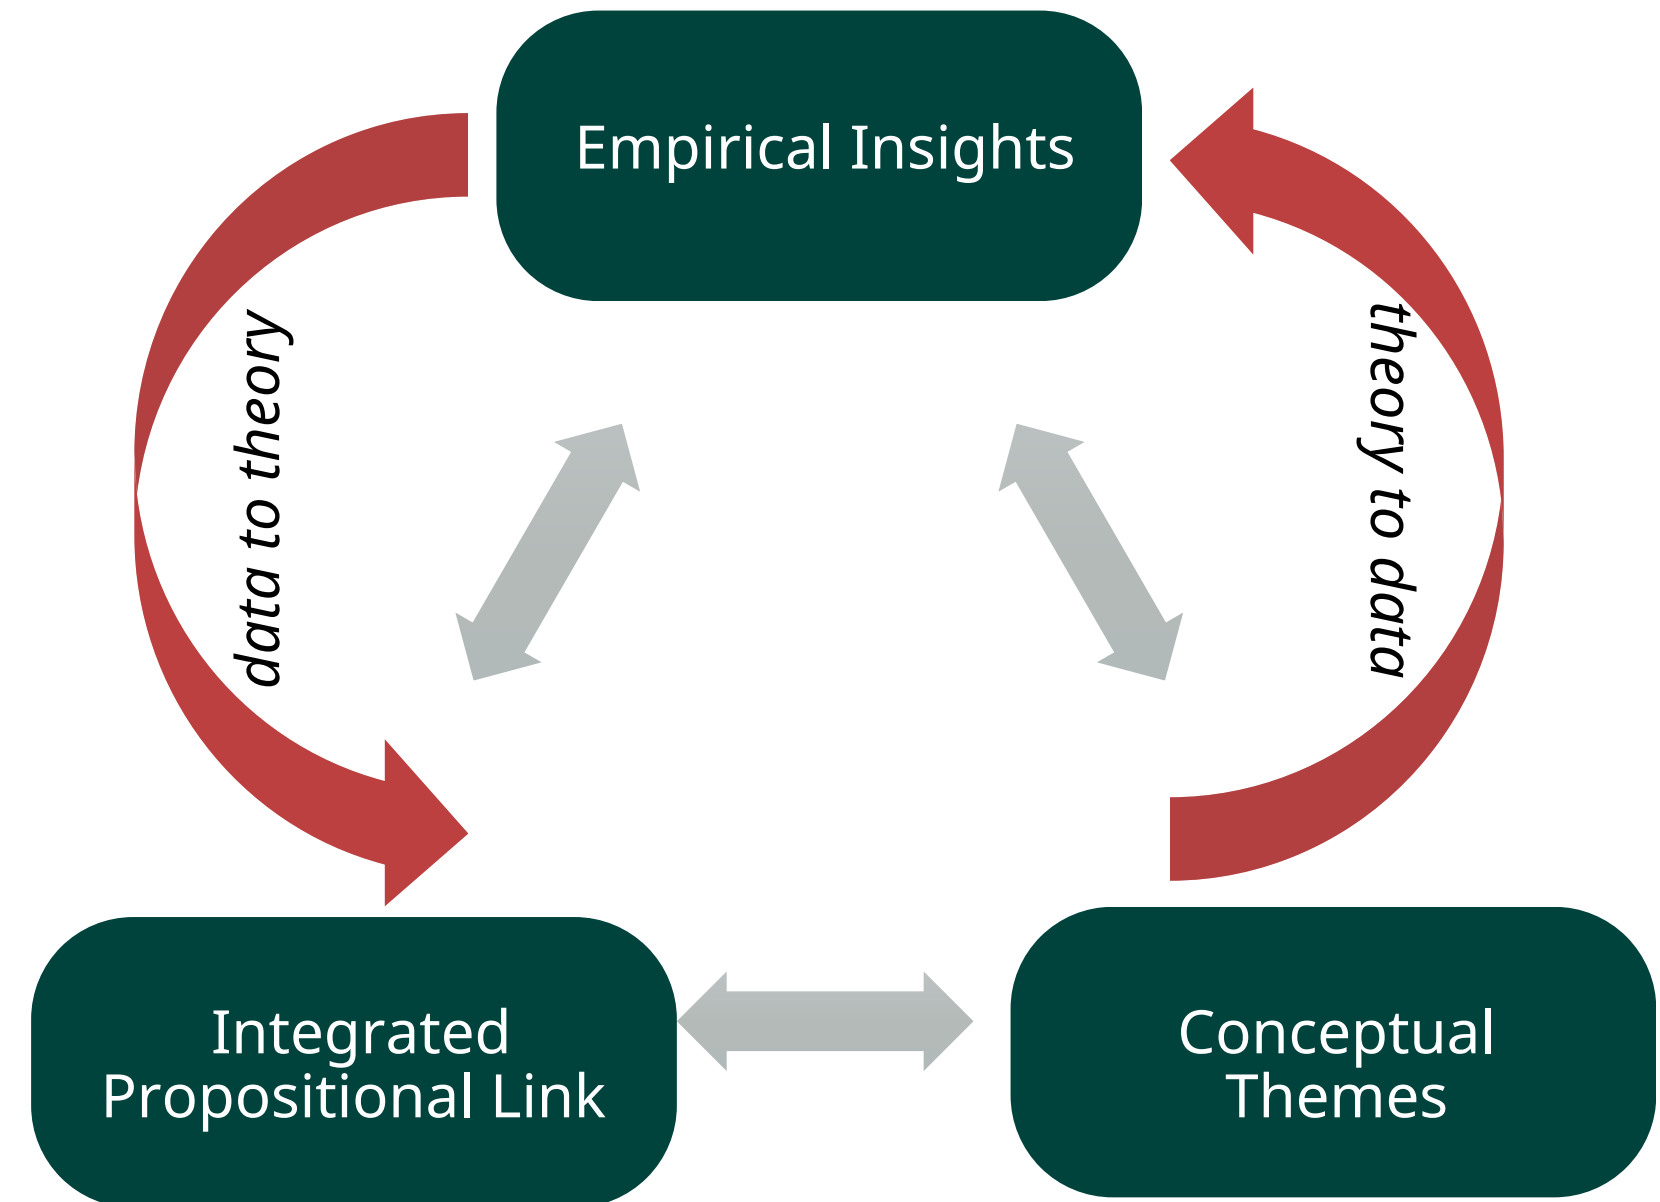 Empirical Insights
data to theory
theory to data
Integrated
Propositional Link
Conceptual
Themes